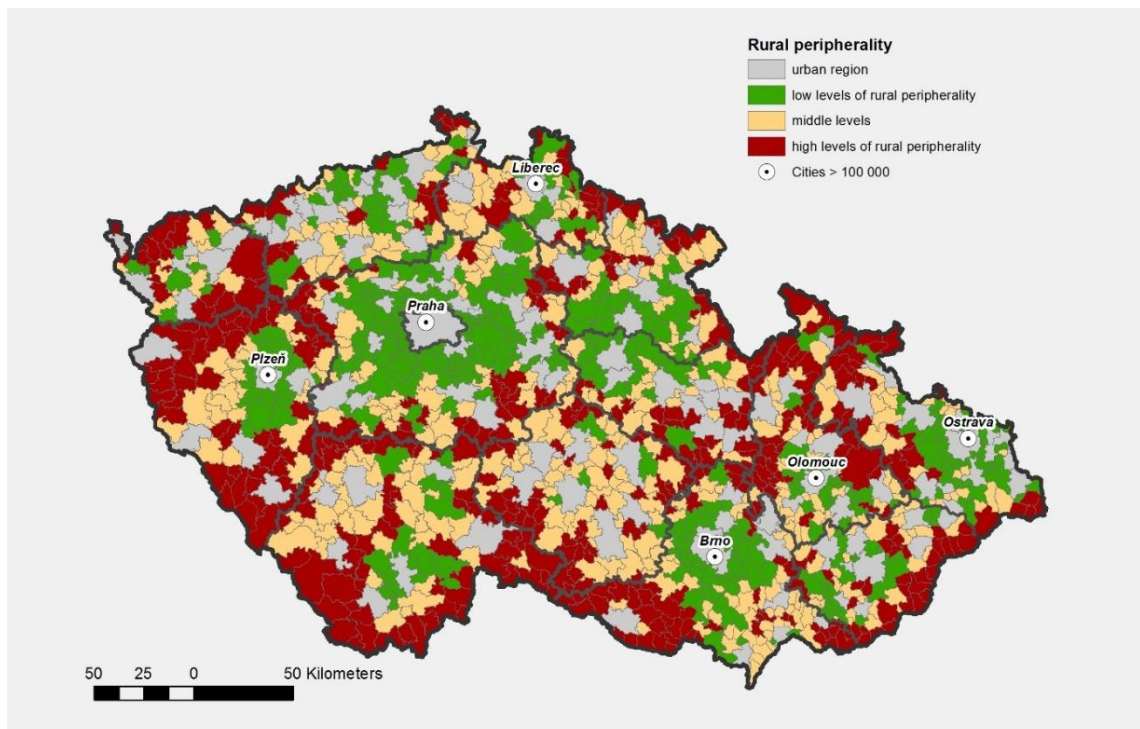 Rural peripherality
urban region
low levels of rural peripherality
middle levels
high levels of rural peripherality
Cities > 100 000
Liberec
Praha
Plzeň
Ostrava
Olomouc
Brno
50 25 0 50 Kilometers